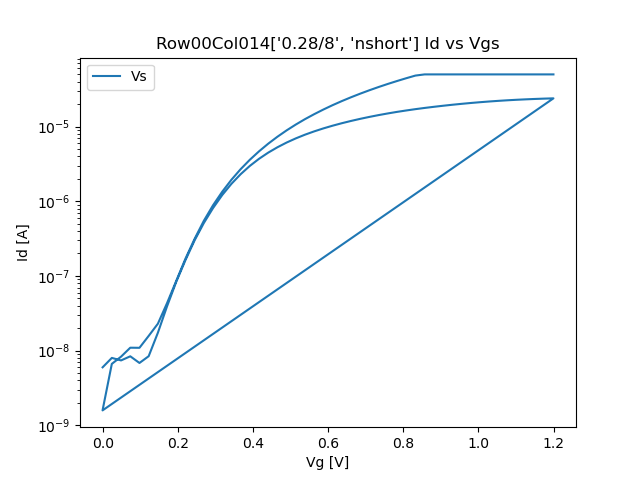 Row00Col014['0.28/8', 'nshort'] Id vs Vgs
Vs
Id [A]
10⁻⁵
10⁻⁶
10⁻⁷
10⁻⁸
10⁻⁹
0.0 0.2 0.4 0.6 0.8 1.0 1.2
Vg [V]